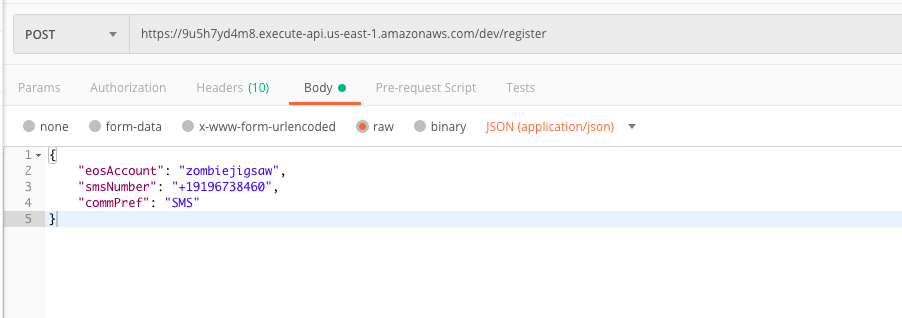 POST https://9u5h7yd4m8.execute-api.us-east-1.amazonaws.com/dev/register
Params Authorization Headers (10) Body Pre-request Script Tests
none form-data x-www-form-urlencoded raw binary JSON (application/json)
1 {
2 "eosAccount": "zombiejigsaw",
3 "smsNumber": "+19196738460",
4 "commPref": "SMS"
5 }